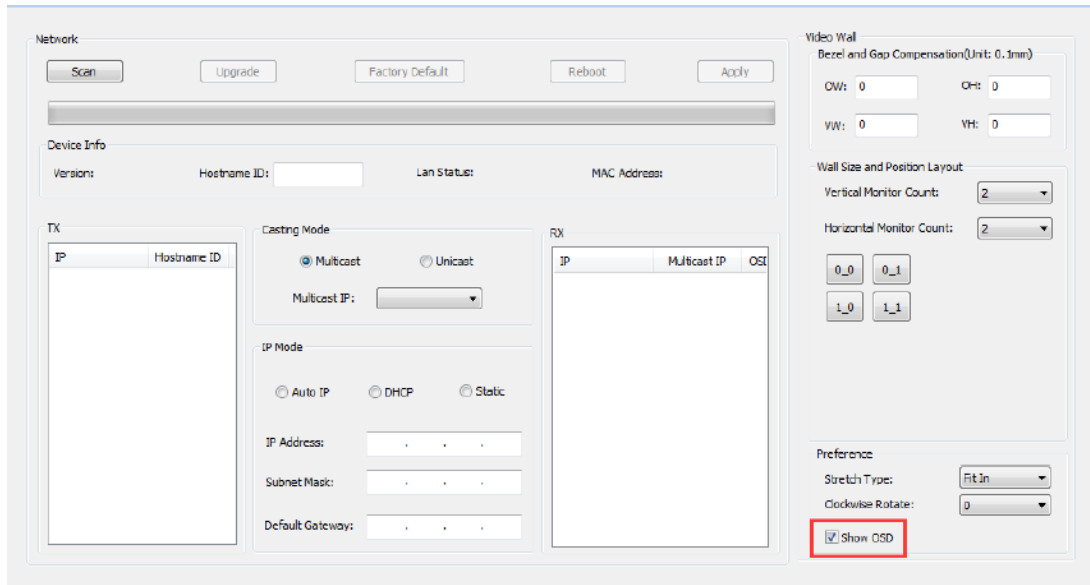 Network
Scan
Upgrade
Factory Default
Reboot
Apply
Device Info
Version:
Hostname ID:
Lan Status:
MAC Address:
TX
IP Hostname ID
Casting Mode
Multicast
Unicast
Multicast IP:
IP Mode
Auto IP
DHCP
Static
IP Address: . . .
Subnet Mask: . . .
Default Gateway: . . .
RX
IP Multicast IP OSI
Video Wall
Bezel and Gap Compensation(Unit: 0.1mm)
OW: 0 OH: 0
VW: 0 VH: 0
Wall Size and Position Layout
Vertical Monitor Count: 2
Horizontal Monitor Count: 2
0_0 0_1
1_0 1_1
Preference
Stretch Type: Fit In
Clockwise Rotate: 0
Show OSD